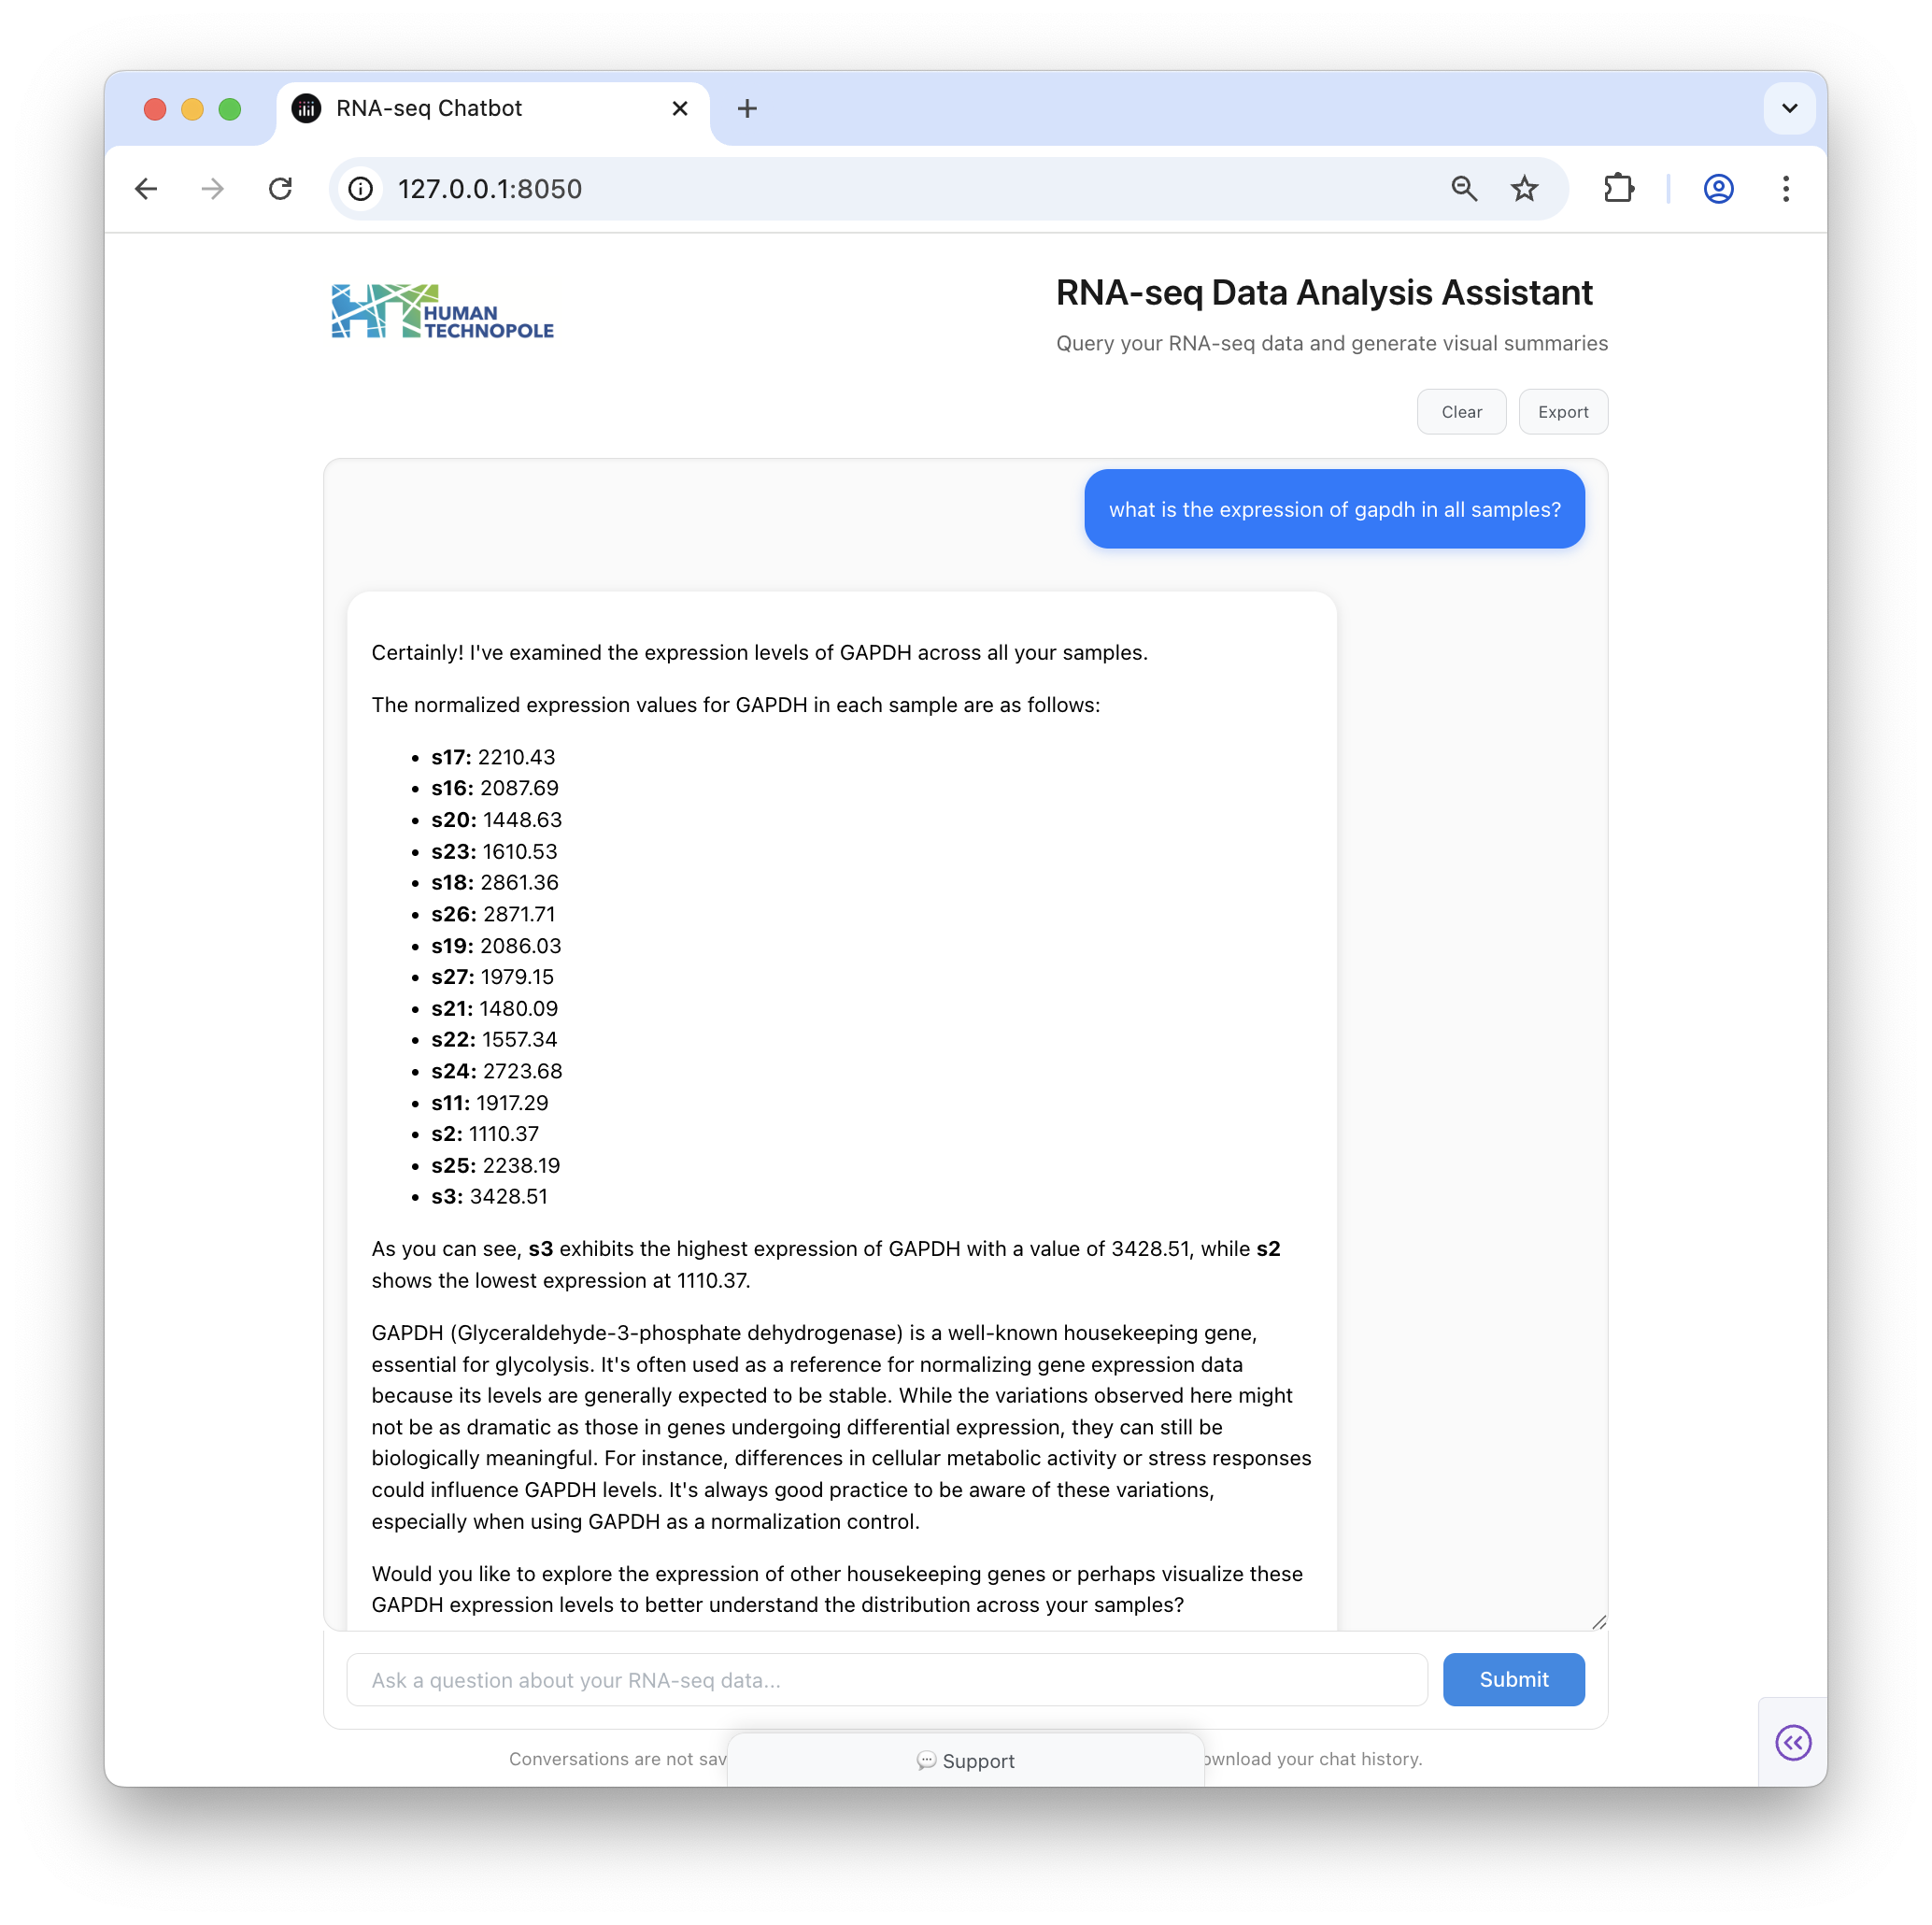 RNA-seq Chatbot
127.0.0.1:8050
HUMAN
TECHNOPOLE
RNA-seq Data Analysis Assistant
Query your RNA-seq data and generate visual summaries
Clear
Export
what is the expression of gapdh in all samples?
Certainly! I've examined the expression levels of GAPDH across all your samples.
The normalized expression values for GAPDH in each sample are as follows:
• s17: 2210.43
• s16: 2087.69
• s20: 1448.63
• s23: 1610.53
• s18: 2861.36
• s26: 2871.71
• s19: 2086.03
• s27: 1979.15
• s21: 1480.09
• s22: 1557.34
• s24: 2723.68
• s11: 1917.29
• s2: 1110.37
• s25: 2238.19
• s3: 3428.51
As you can see, s3 exhibits the highest expression of GAPDH with a value of 3428.51, while s2
shows the lowest expression at 1110.37.
GAPDH (Glyceraldehyde-3-phosphate dehydrogenase) is a well-known housekeeping gene,
essential for glycolysis. It's often used as a reference for normalizing gene expression data
because its levels are generally expected to be stable. While the variations observed here might
not be as dramatic as those in genes undergoing differential expression, they can still be
biologically meaningful. For instance, differences in cellular metabolic activity or stress responses
could influence GAPDH levels. It's always good practice to be aware of these variations,
especially when using GAPDH as a normalization control.
Would you like to explore the expression of other housekeeping genes or perhaps visualize these
GAPDH expression levels to better understand the distribution across your samples?
Ask a question about your RNA-seq data...
Submit
Conversations are not
Support
your chat history.